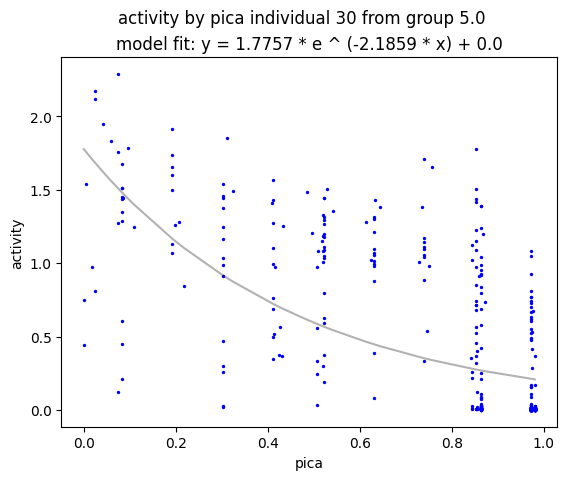 activity by pica individual 30 from group 5.0
model fit: y = 1.7757 * e ^ (-2.1859 * x) + 0.0
2.0
1.5
1.0
0.5
0.0
activity
0.0 0.2 0.4 0.6 0.8 1.0
pica